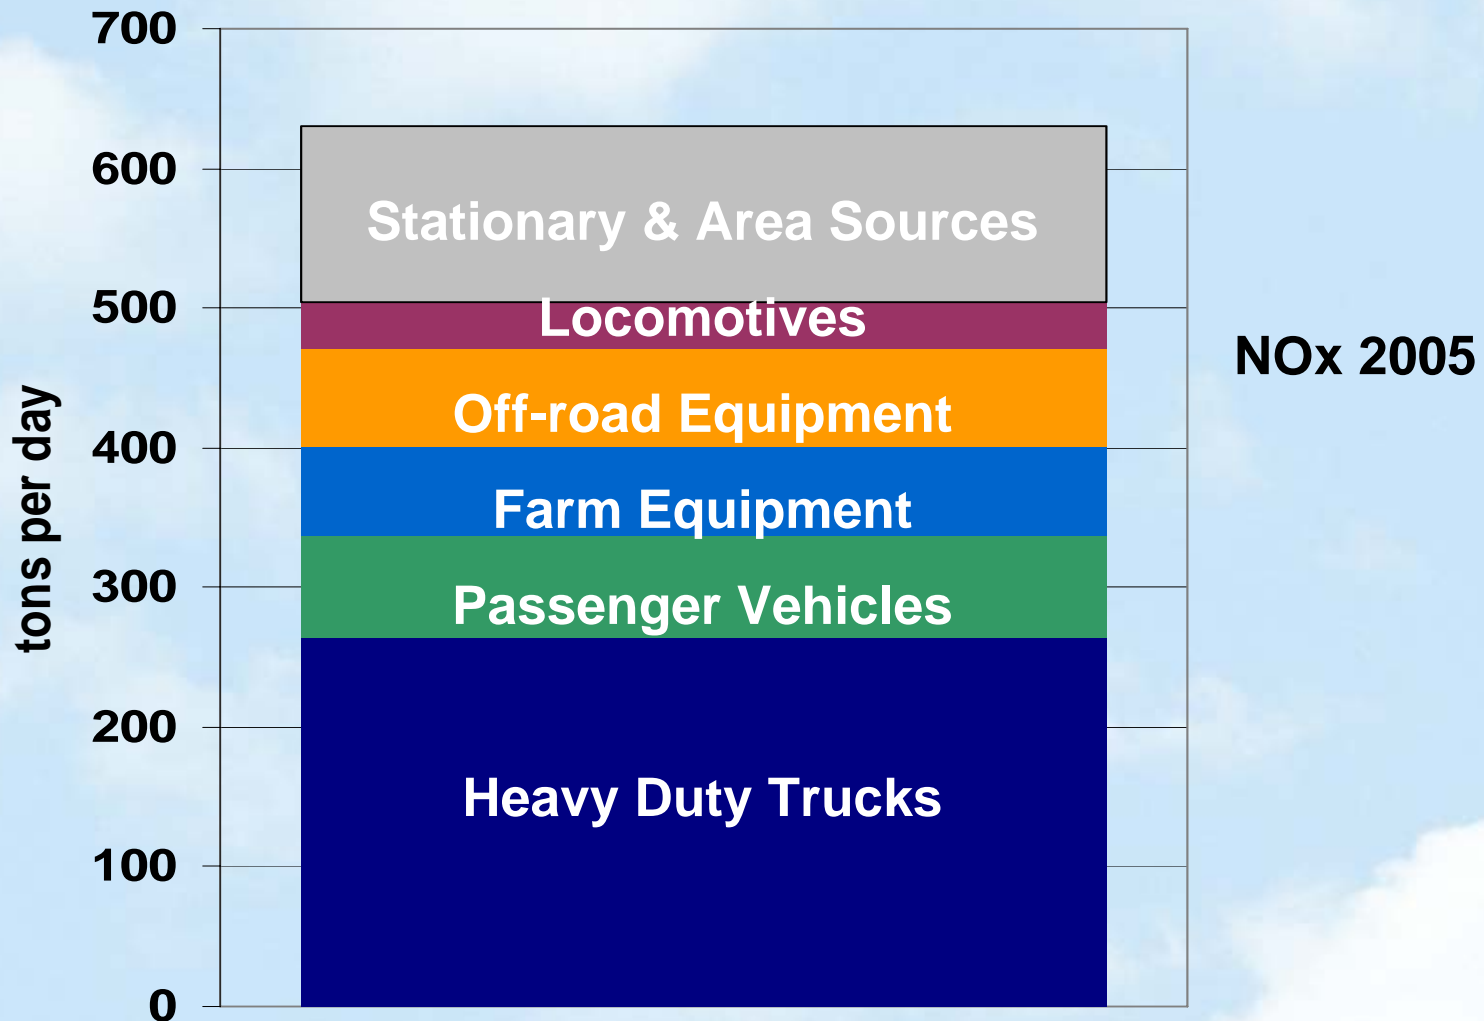 700
600
500
400
300
200
100
0
tons per day
Stationary & Area Sources
Locomotives
Off-road Equipment
Farm Equipment
Passenger Vehicles
Heavy Duty Trucks
NOx 2005